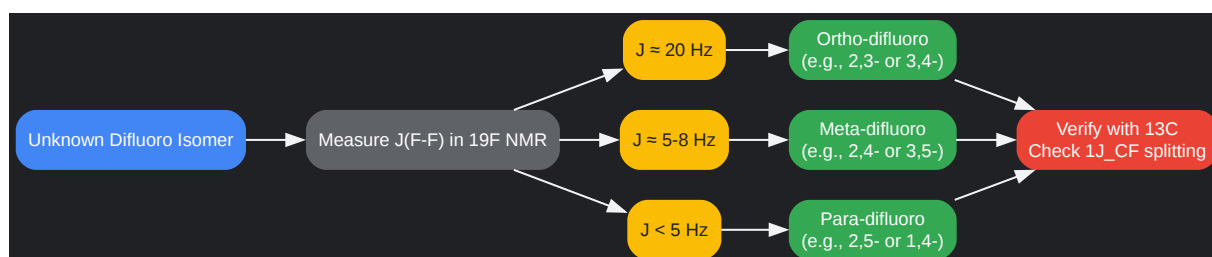 Unknown Difluoro Isomer
Measure J(F-F) in 19F NMR
J ≈ 20 Hz
Ortho-difluoro
(e.g., 2,3- or 3,4-)
J ≈ 5-8 Hz
Meta-difluoro
(e.g., 2,4- or 3,5-)
J < 5 Hz
Para-difluoro
(e.g., 2,5- or 1,4-)
Verify with 13C
Check 1J_CF splitting